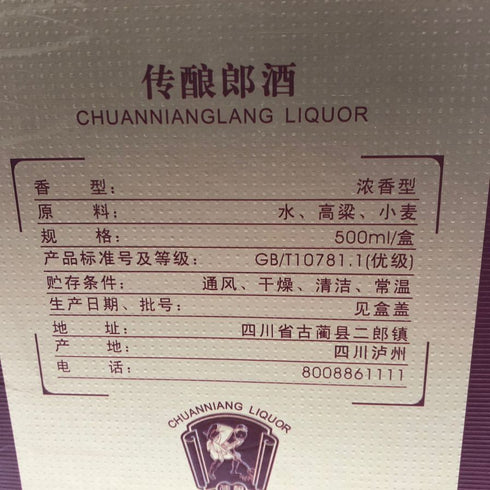 传酿郎酒
CHUANNIANGLANG LIQUOR
香 型： 浓香型
原 料： 水、高粱、小麦
规 格： 500ml/盒
产品标准号及等级： GB/T10781.1(优级)
贮存条件： 通风、干燥、清洁、常温
生产日期、批号： 见盒盖
地 址： 四川省古蔺县二郎镇
产 地： 四川泸州
电 话： 8008861111
CHUANNIANG LIQUOR